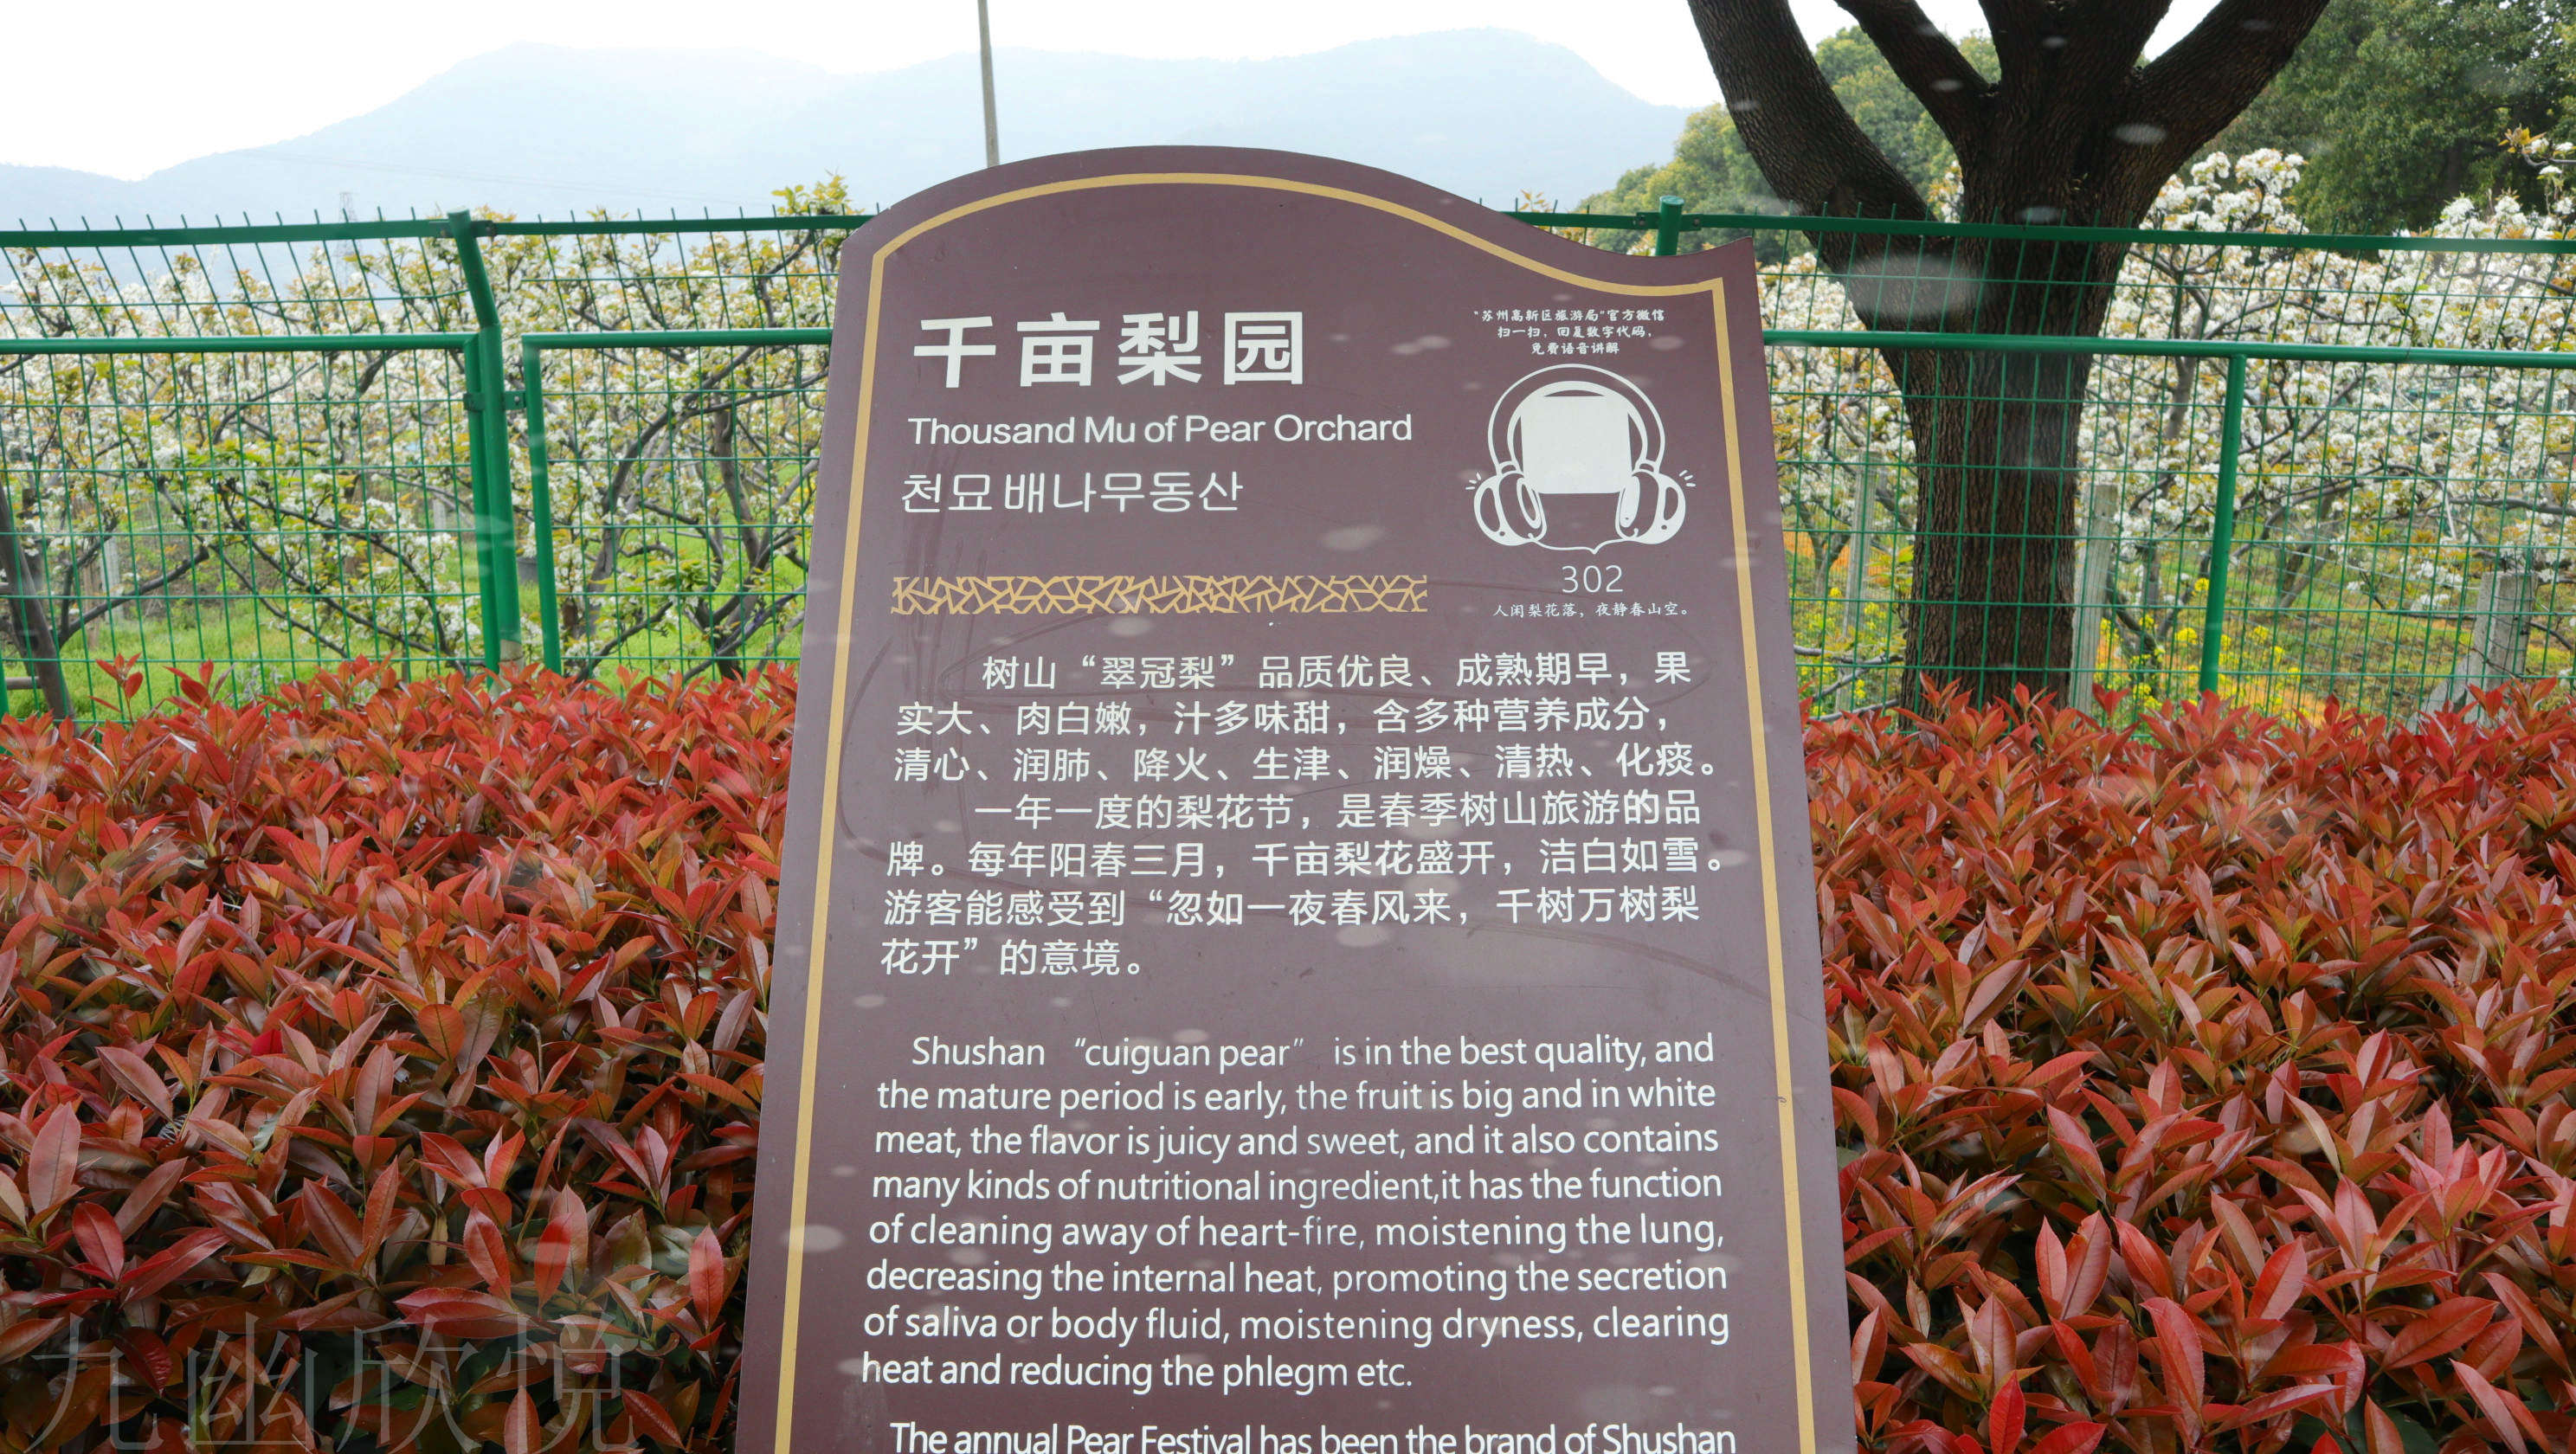 千亩梨园
Thousand Mu of Pear Orchard
천묘배나무동산
“苏州高新区旅游局”官方微信
扫一扫，回复数字代码，
免费语音讲解
302
人闲梨花落，夜静春山空。
树山“翠冠梨”品质优良、成熟期早，果
实大、肉白嫩，汁多味甜，含多种营养成分，
清心、润肺、降火、生津、润燥、清热、化痰。
一年一度的梨花节，是春季树山旅游的品
牌。每年阳春三月，千亩梨花盛开，洁白如雪。
游客能感受到“忽如一夜春风来，千树万树梨
花开”的意境。
Shushan “cuiguan pear” is in the best quality, and
the mature period is early, the fruit is big and in white
meat, the flavor is juicy and sweet, and it also contains
many kinds of nutritional ingredient,it has the function
of cleaning away of heart-fire, moistening the lung,
decreasing the internal heat, promoting the secretion
of saliva or body fluid, moistening dryness, clearing
heat and reducing the phlegm etc.
The annual Pear Festival has been the brand of Shushan
九幽欣悦